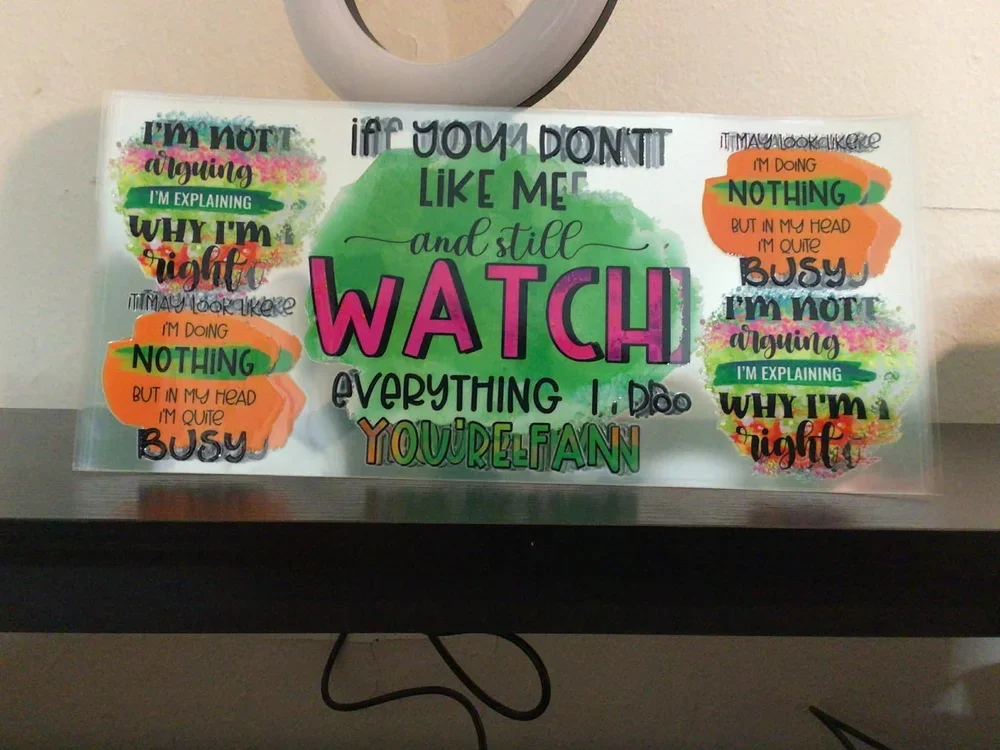 I'M NOT
arguing
I'M EXPLAINING
WHY I'M
right
IT MAY LOOK LIKE
I'M DOING
NOTHING
BUT IN MY HEAD
I'M QUITE
BUSY
if YOU DON'T
LIKE ME
and still
WATCH
EVERYTHING I DO
YOU'RE FAN
IT MAY LOOK LIKE
I'M DOING
NOTHING
BUT IN MY HEAD
I'M QUITE
BUSY
I'M NOT
arguing
I'M EXPLAINING
WHY I'M
right